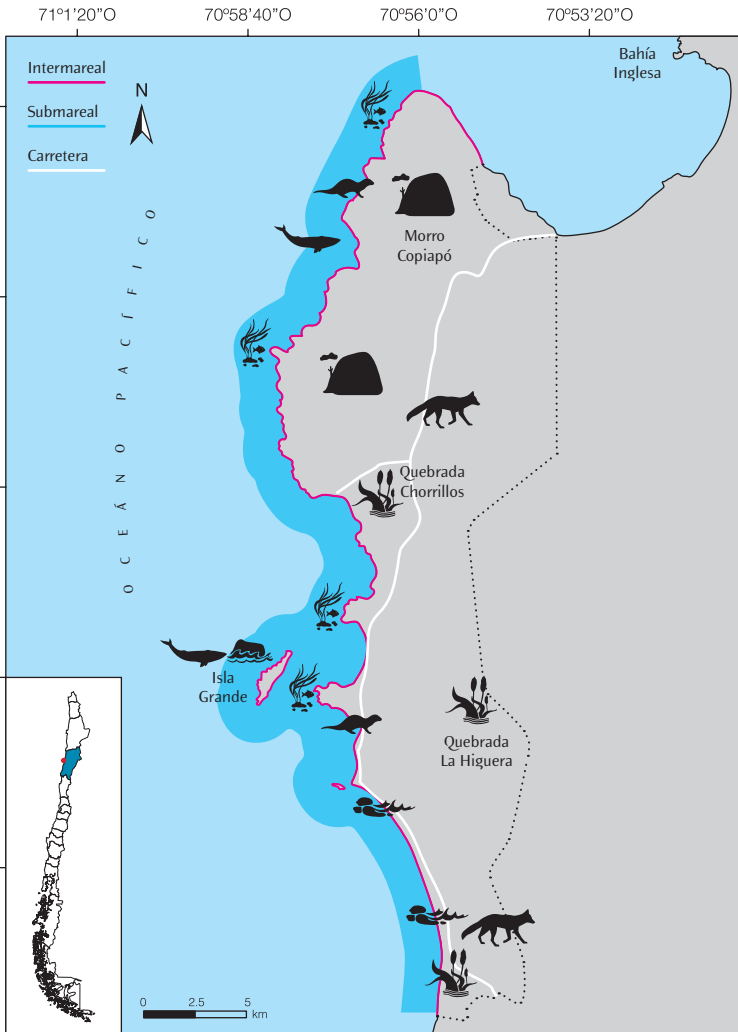 71°1'20"O 70°58'40"O 70°56'0"O 70°53'20"O
Intermareal
Submareal
Carretera
N
Bahía
Inglesa
OCEÁNO PACÍFICO
Morro
Copiapó
Quebrada
Chorrillos
Isla
Grande
Quebrada
La Higuera
0 2.5 5
km